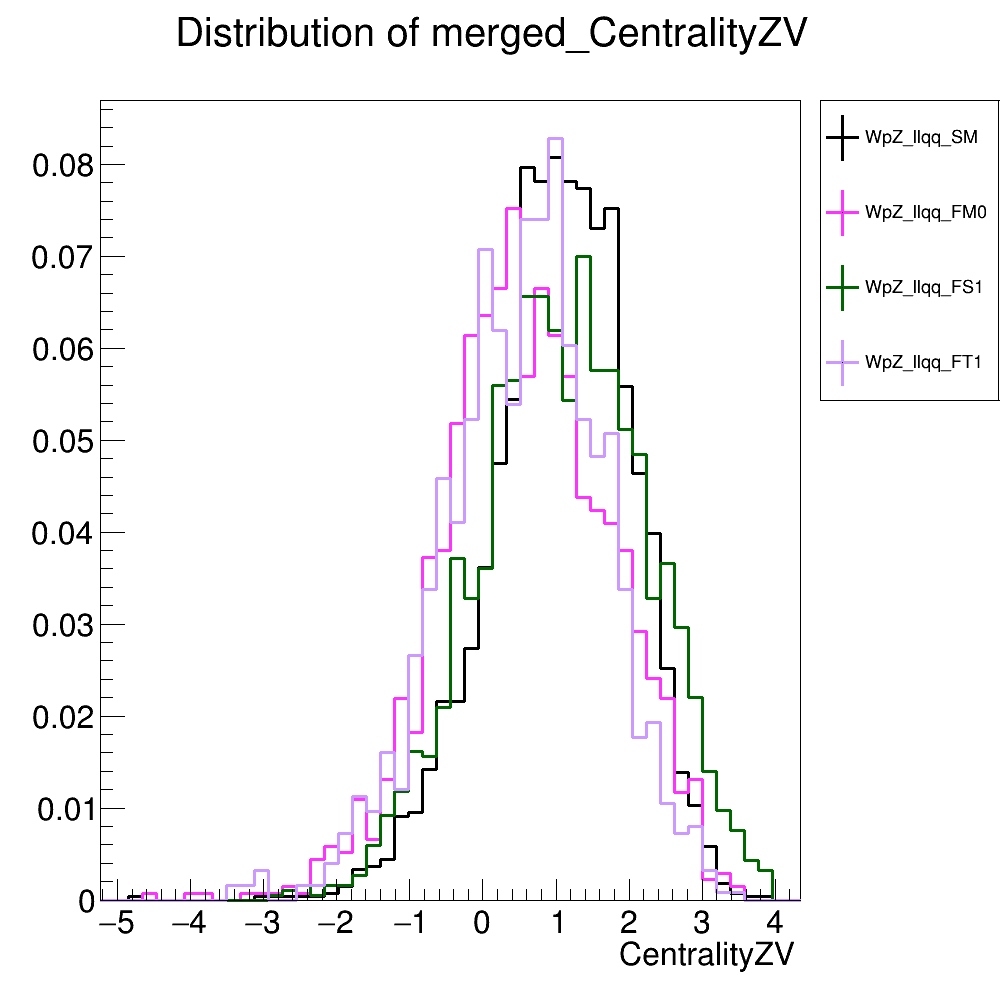 Distribution of merged_CentralityZV
WpZ_llqq_SM
WpZ_llqq_FM0
WpZ_llqq_FS1
WpZ_llqq_FT1
0.08
0.07
0.06
0.05
0.04
0.03
0.02
0.01
0
−5 −4 −3 −2 −1 0 1 2 3 4
CentralityZV